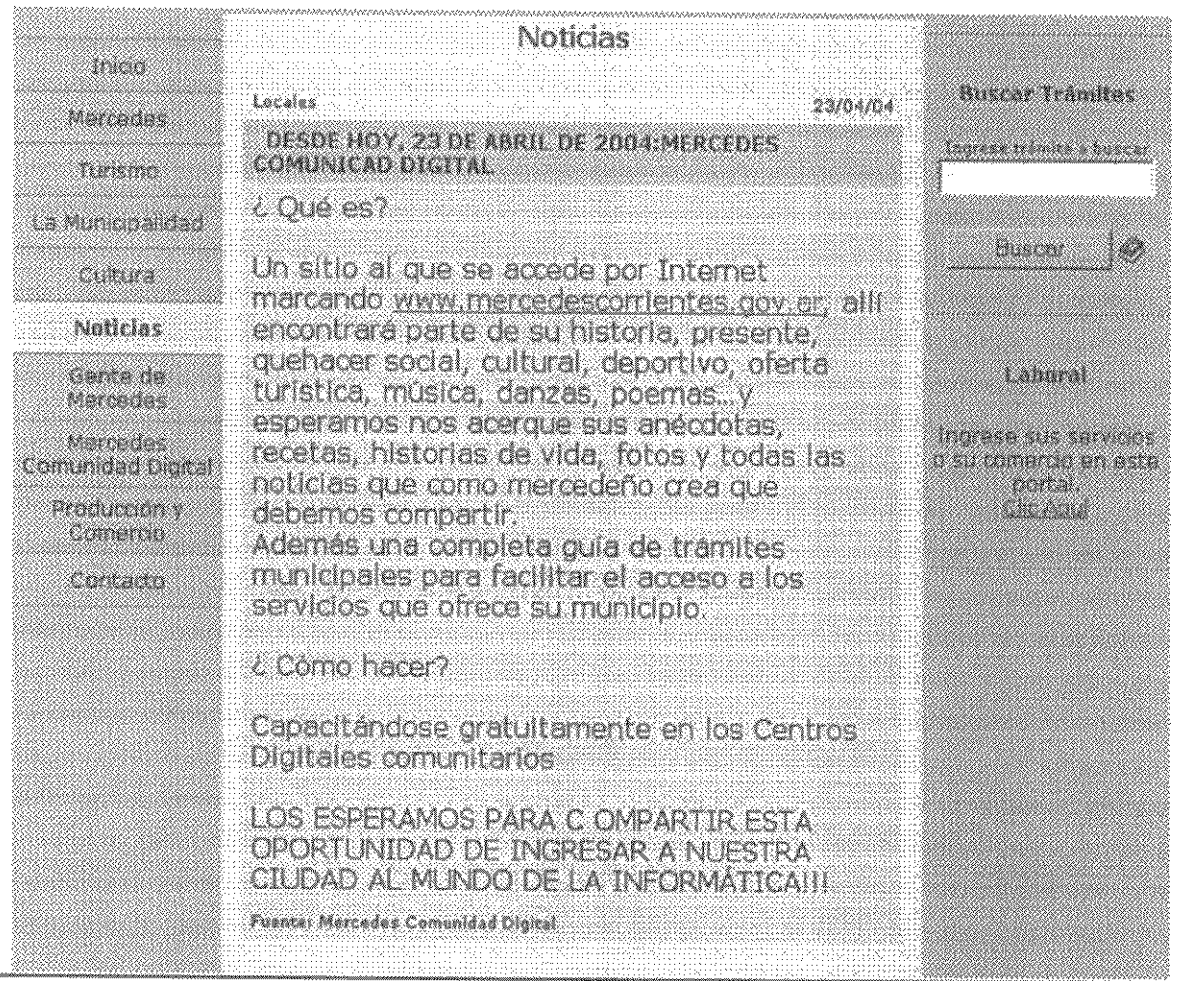 Noticias
Inicio
Mercedes
Turismo
La Municipalidad
Cultura
Noticias
Gente de
Mercedes
Mercedes
Comunidad Digital
Producción y
Comercio
Contacto
Locales
23/04/04
DESDE HOY, 23 DE ABRIL DE 2004:MERCEDES
COMUNICAD DIGITAL
¿ Qué es?
Un sitio al que se accede por Internet
marcando www.mercedescorrientes.gov.ar, allí
encontrará parte de su historia, presente,
quehacer social, cultural, deportivo, oferta
turística, música, danzas, poemas...y
esperamos nos acerque sus anécdotas,
recetas, historias de vida, fotos y todas las
noticias que como mercedeño crea que
debemos compartir.
Además una completa guía de trámites
municipales para facilitar el acceso a los
servicios que ofrece su municipio.
¿ Cómo hacer?
Capacitándose gratuitamente en los Centros
Digitales comunitarios
LOS ESPERAMOS PARA C OMPARTIR ESTA
OPORTUNIDAD DE INGRESAR A NUESTRA
CIUDAD AL MUNDO DE LA INFORMÁTICA!!!
Fuente: Mercedes Comunidad Digital
Buscar Trámites
Ingrese trámite a buscar
Buscar
Laboral
Ingrese sus servicios
o su comercio en este
portal.
Clic Aquí